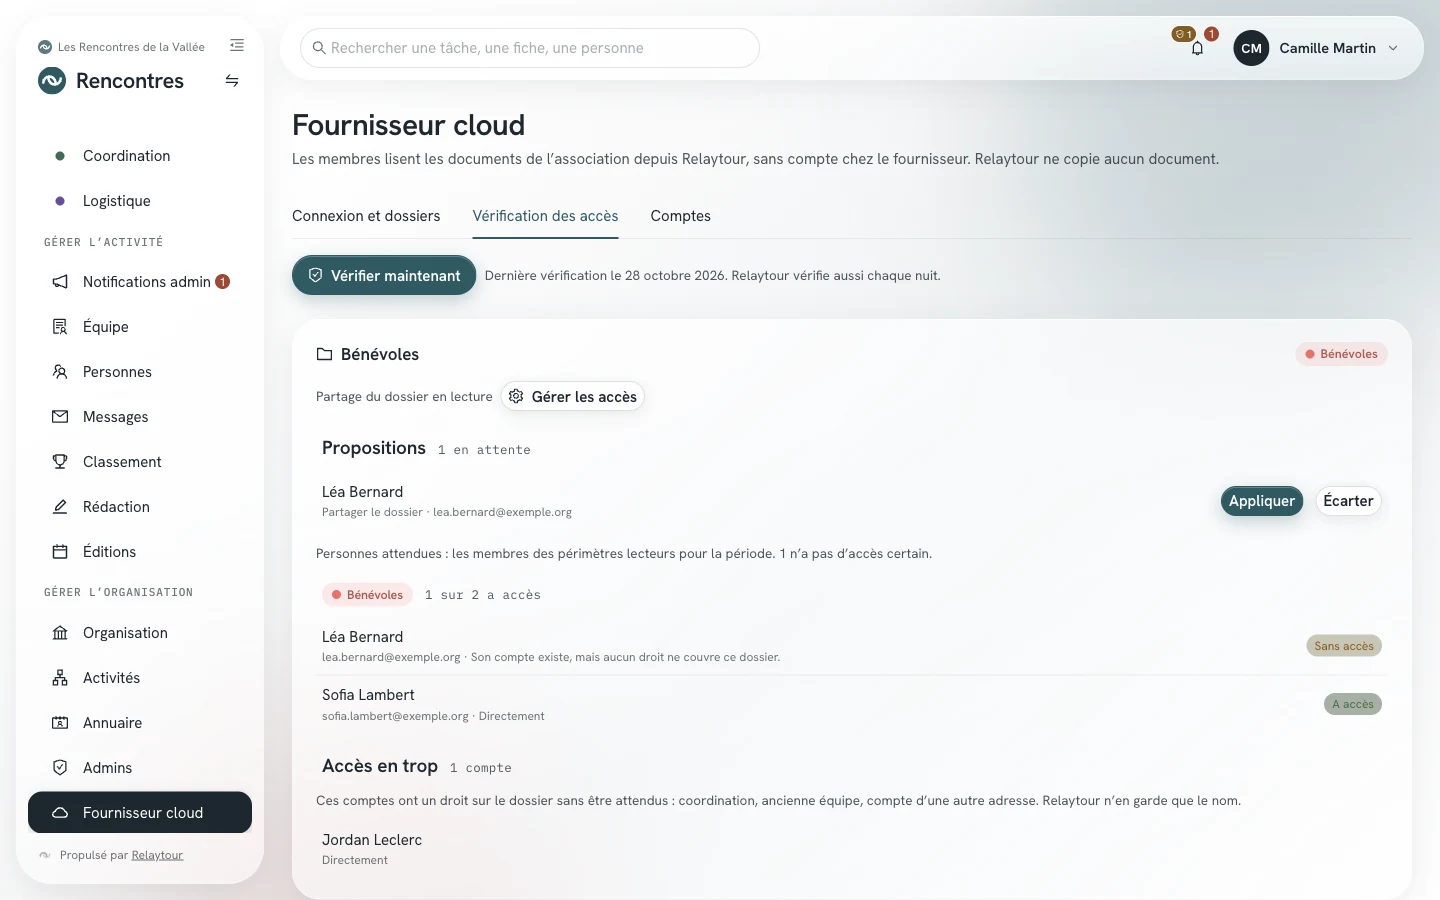 Les Rencontres de la Vallée
Rencontres
Coordination
Logistique
GÉRER L’ACTIVITÉ
Notifications admin 1
Équipe
Personnes
Messages
Classement
Rédaction
Éditions
GÉRER L’ORGANISATION
Organisation
Activités
Annuaire
Admins
Fournisseur cloud
Propulsé par Relaytour
Rechercher une tâche, une fiche, une personne
1
1
CM Camille Martin
Fournisseur cloud
Les membres lisent les documents de l’association depuis Relaytour, sans compte chez le fournisseur. Relaytour ne copie aucun document.
Connexion et dossiers Vérification des accès Comptes
Vérifier maintenant Dernière vérification le 28 octobre 2026. Relaytour vérifie aussi chaque nuit.
Bénévoles Bénévoles
Partage du dossier en lecture Gérer les accès
Propositions 1 en attente
Léa Bernard
Partager le dossier · lea.bernard@exemple.org
Appliquer Écarter
Personnes attendues : les membres des périmètres lecteurs pour la période. 1 n’a pas d’accès certain.
Bénévoles 1 sur 2 a accès
Léa Bernard
lea.bernard@exemple.org · Son compte existe, mais aucun droit ne couvre ce dossier.
Sans accès
Sofia Lambert
sofia.lambert@exemple.org · Directement
A accès
Accès en trop 1 compte
Ces comptes ont un droit sur le dossier sans être attendus : coordination, ancienne équipe, compte d’une autre adresse. Relaytour n’en garde que le nom.
Jordan Leclerc
Directement